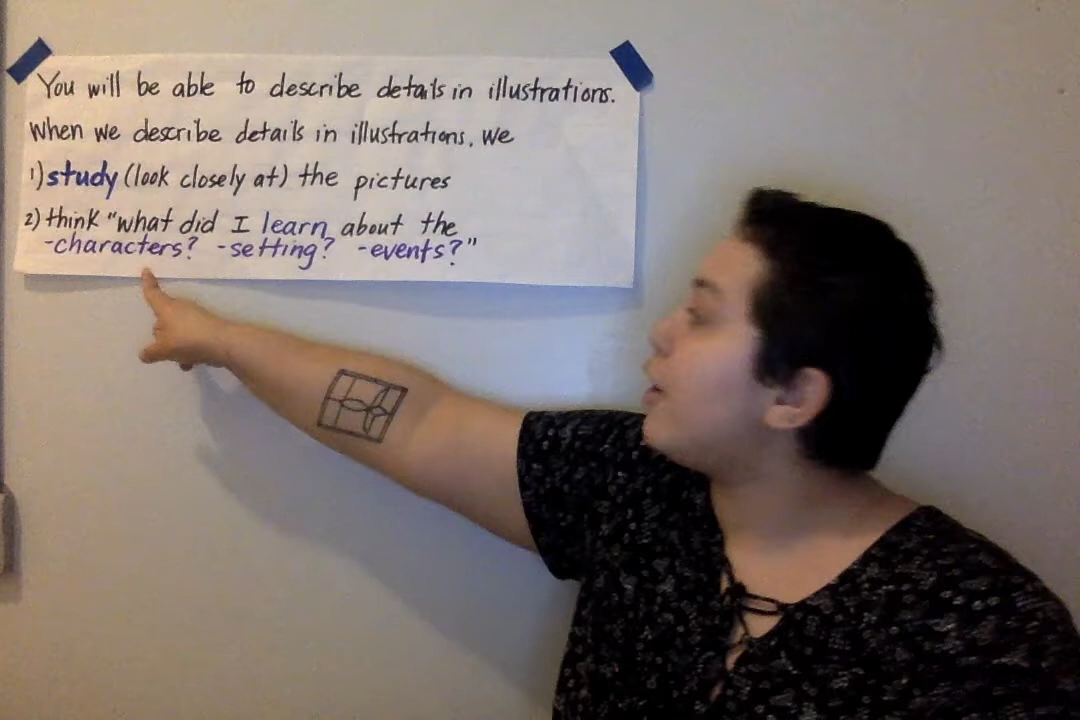 You will be able to describe details in illustrations.
When we describe details in illustrations, we
1) study (look closely at) the pictures
2) think "what did I learn about the
-characters? -setting? -events?"